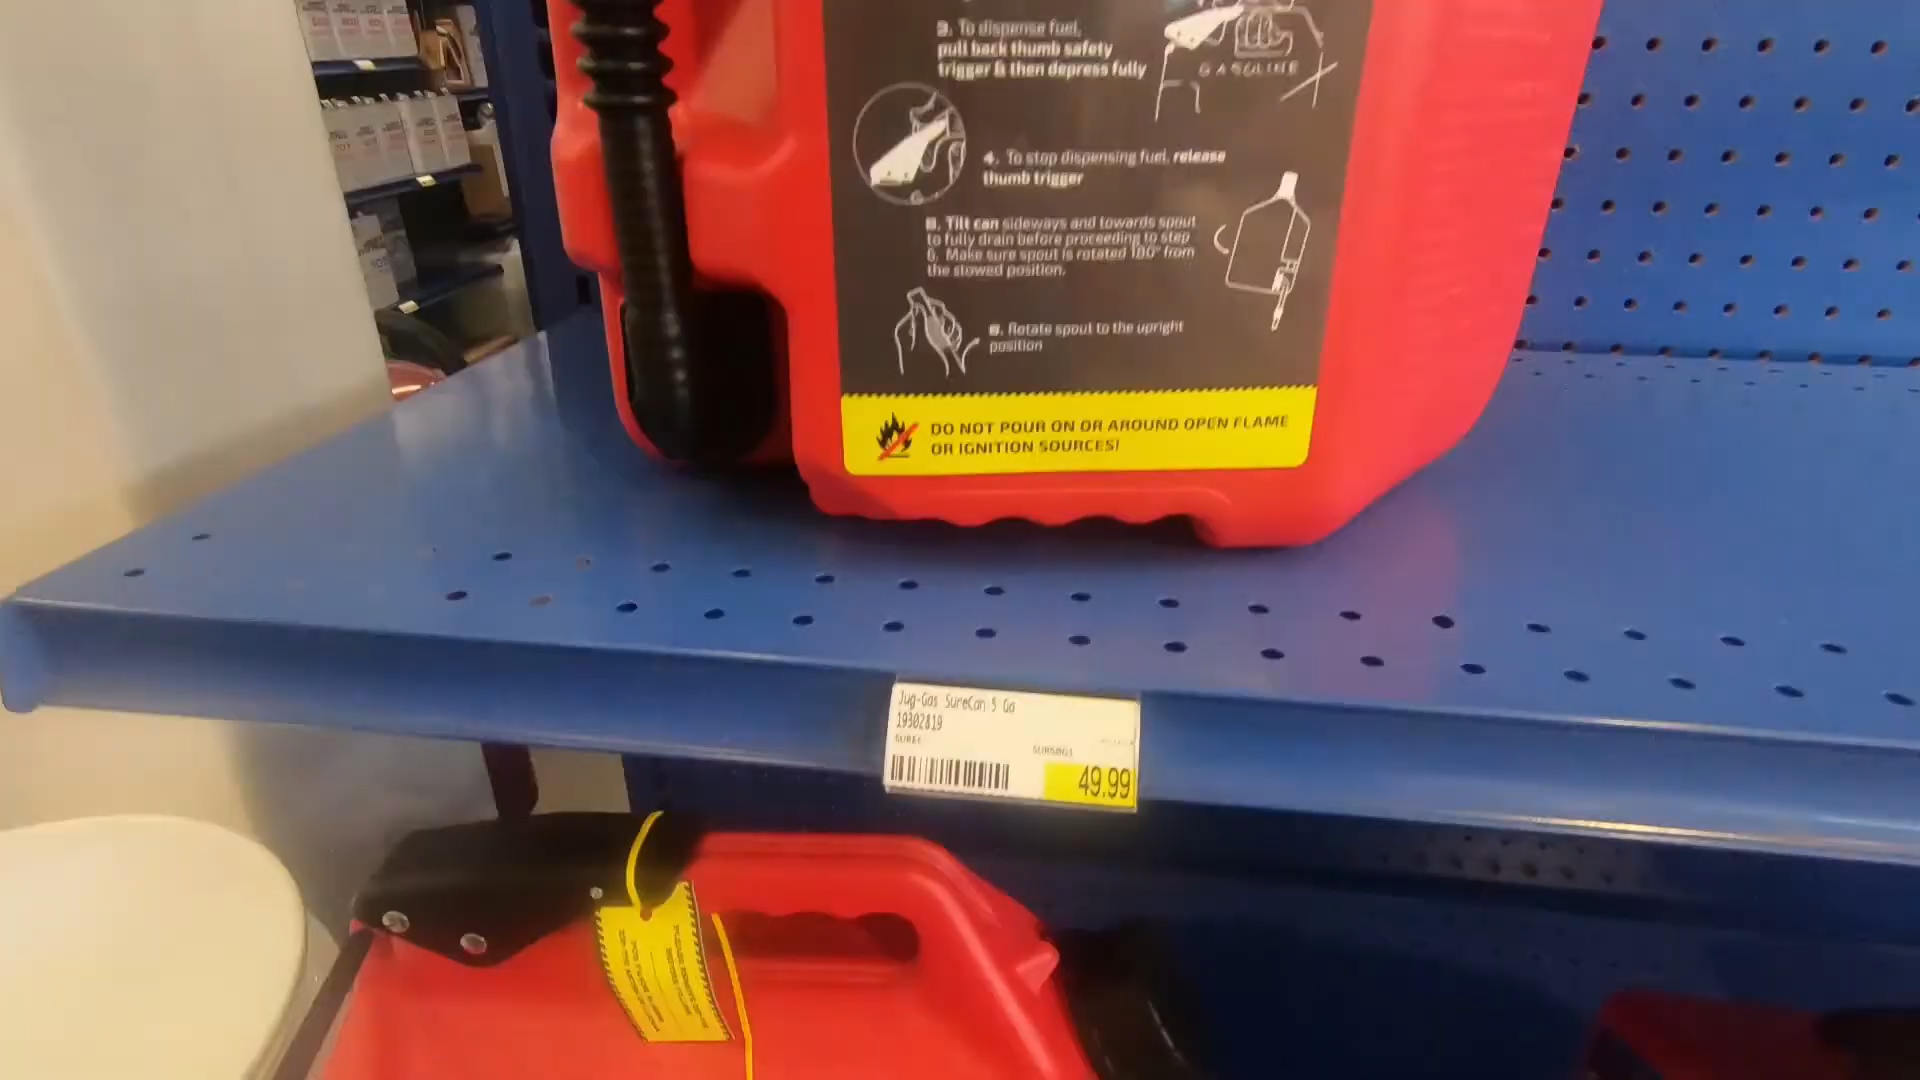 3. To dispense fuel,
pull back thumb safety
trigger & then depress fully
GASOLINE
4. To stop dispensing fuel, release
thumb trigger
5. Tilt can sideways and towards spout
to fully drain before proceeding to step
6. Make sure spout is rotated 180° from
the stowed position.
6. Rotate spout to the upright
position
DO NOT POUR ON OR AROUND OPEN FLAME
OR IGNITION SOURCES!
Jug-Gas SureCan 5 Ga
19302819
49.99